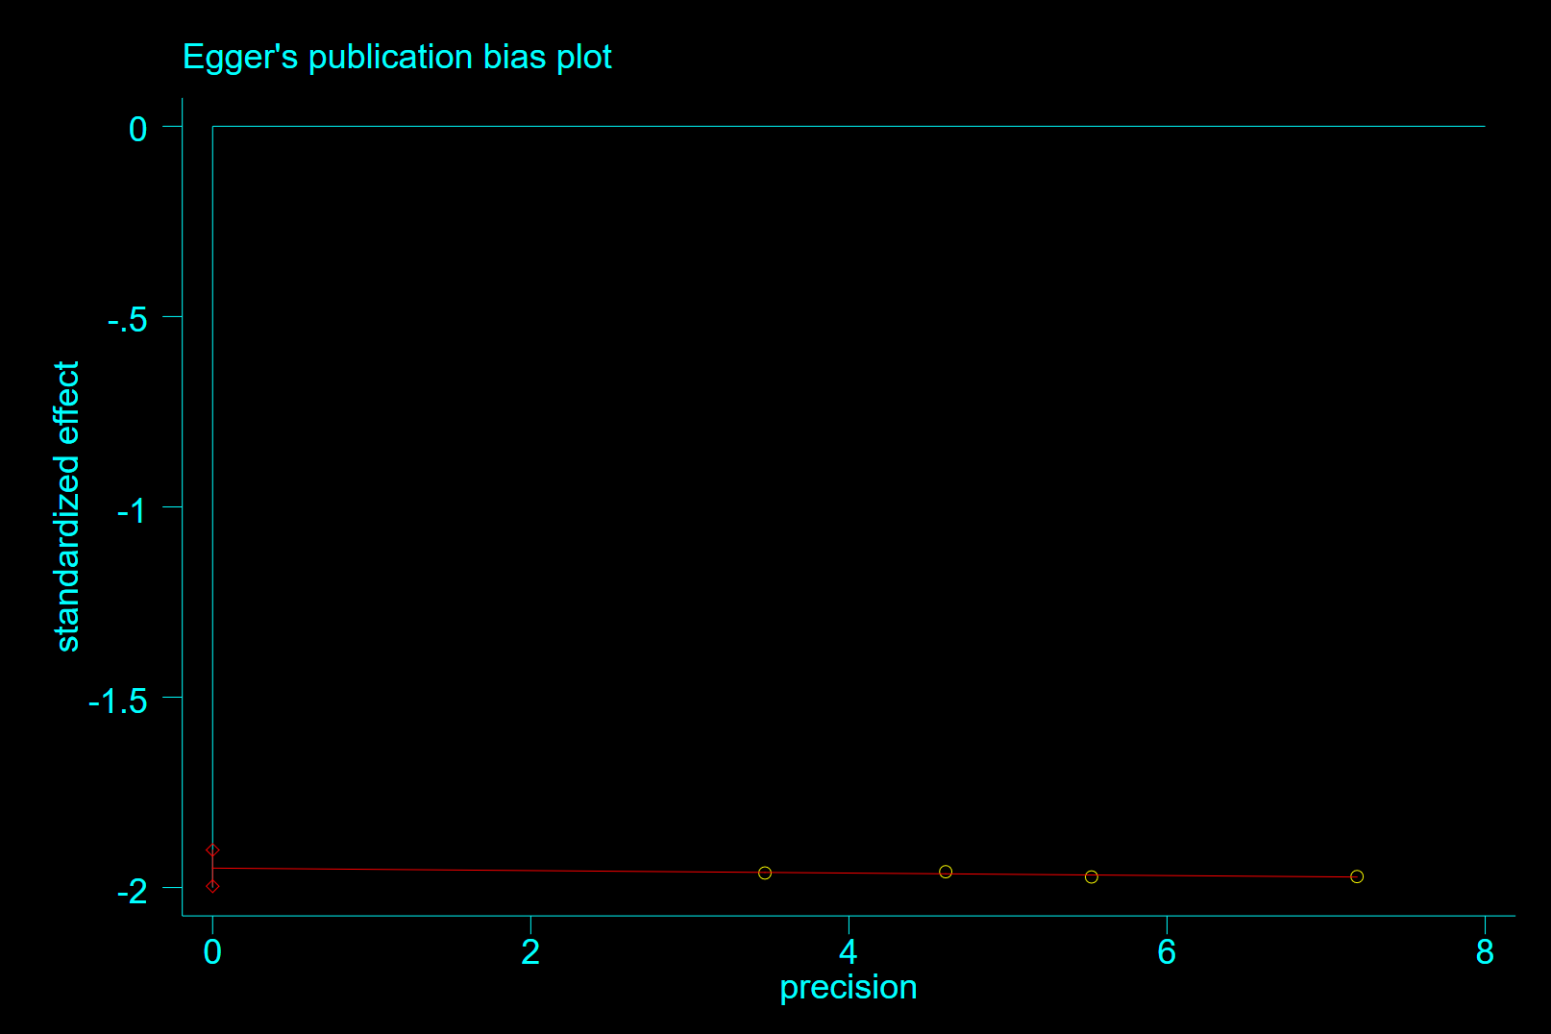 Egger's publication bias plot
0
-.5
-1
-1.5
-2
standardized effect
0 2 4 6 8
precision